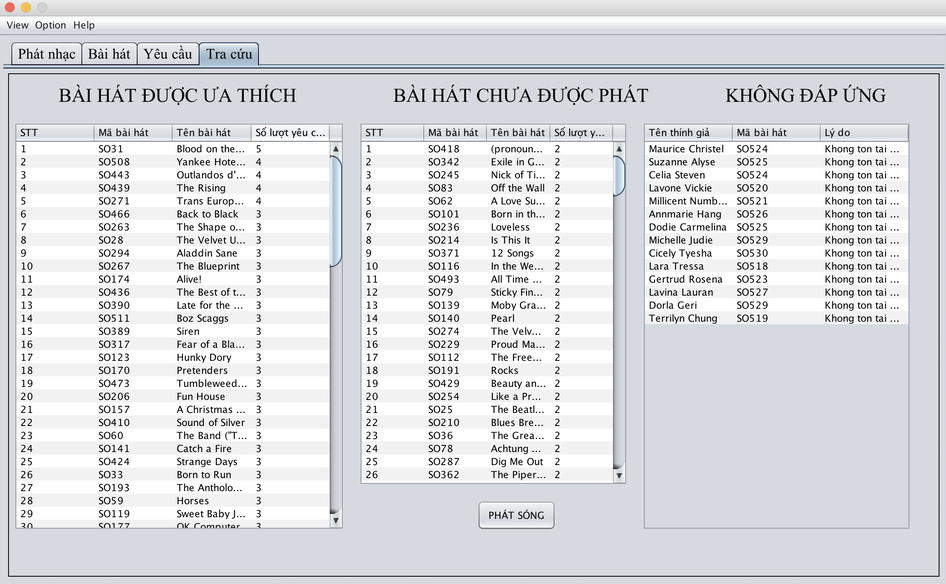 View Option Help
Phát nhạc Bài hát Yêu cầu Tra cứu
BÀI HÁT ĐƯỢC ƯA THÍCH
STT Mã bài hát Tên bài hát Số lượt yêu c...
1 SO31 Blood on the... 5
2 SO508 Yankee Hote... 4
3 SO443 Outlandos d'... 4
4 SO439 The Rising 4
5 SO271 Trans Europ... 4
6 SO466 Back to Black 3
7 SO263 The Shape o... 3
8 SO28 The Velvet U... 3
9 SO294 Aladdin Sane 3
10 SO267 The Blueprint 3
11 SO174 Alive! 3
12 SO436 The Best of t... 3
13 SO390 Late for the ... 3
14 SO511 Boz Scaggs 3
15 SO389 Siren 3
16 SO317 Fear of a Bla... 3
17 SO123 Hunky Dory 3
18 SO170 Pretenders 3
19 SO473 Tumbleweed... 3
20 SO206 Fun House 3
21 SO157 A Christmas ... 3
22 SO410 Sound of Silver 3
23 SO60 The Band ("T... 3
24 SO141 Catch a Fire 3
25 SO424 Strange Days 3
26 SO33 Born to Run 3
27 SO193 The Antholo... 3
28 SO59 Horses 3
29 SO119 Sweet Baby J... 3
30 SO177 OK Computer 3
BÀI HÁT CHƯA ĐƯỢC PHÁT
STT Mã bài hát Tên bài hát Số lượt y...
1 SO418 (pronoun... 2
2 SO342 Exile in G... 2
3 SO245 Nick of Ti... 2
4 SO83 Off the Wall 2
5 SO62 A Love Su... 2
6 SO101 Born in th... 2
7 SO236 Loveless 2
8 SO214 Is This It 2
9 SO371 12 Songs 2
10 SO116 In the We... 2
11 SO493 All Time ... 2
12 SO79 Sticky Fin... 2
13 SO139 Moby Gra... 2
14 SO140 Pearl 2
15 SO274 The Velv... 2
16 SO229 Proud Ma... 2
17 SO112 The Free... 2
18 SO191 Rocks 2
19 SO429 Beauty an... 2
20 SO254 Like a Pr... 2
21 SO25 The Beatl... 2
22 SO210 Blues Bre... 2
23 SO36 The Grea... 2
24 SO78 Achtung ... 2
25 SO287 Dig Me Out 2
26 SO362 The Piper... 2
PHÁT SÓNG
KHÔNG ĐÁP ỨNG
Tên thính giả Mã bài hát Lý do
Maurice Christel SO524 Khong ton tai ...
Suzanne Alyse SO525 Khong ton tai ...
Celia Steven SO524 Khong ton tai ...
Lavone Vickie SO520 Khong ton tai ...
Millicent Numb... SO521 Khong ton tai ...
Annmarie Hang SO526 Khong ton tai ...
Dodie Carmelina SO525 Khong ton tai ...
Michelle Judie SO529 Khong ton tai ...
Cicely Tyesha SO530 Khong ton tai ...
Lara Tressa SO518 Khong ton tai ...
Gertrud Rosena SO523 Khong ton tai ...
Lavina Lauran SO527 Khong ton tai ...
Dorla Geri SO529 Khong ton tai ...
Terrilyn Chung SO519 Khong ton tai ...